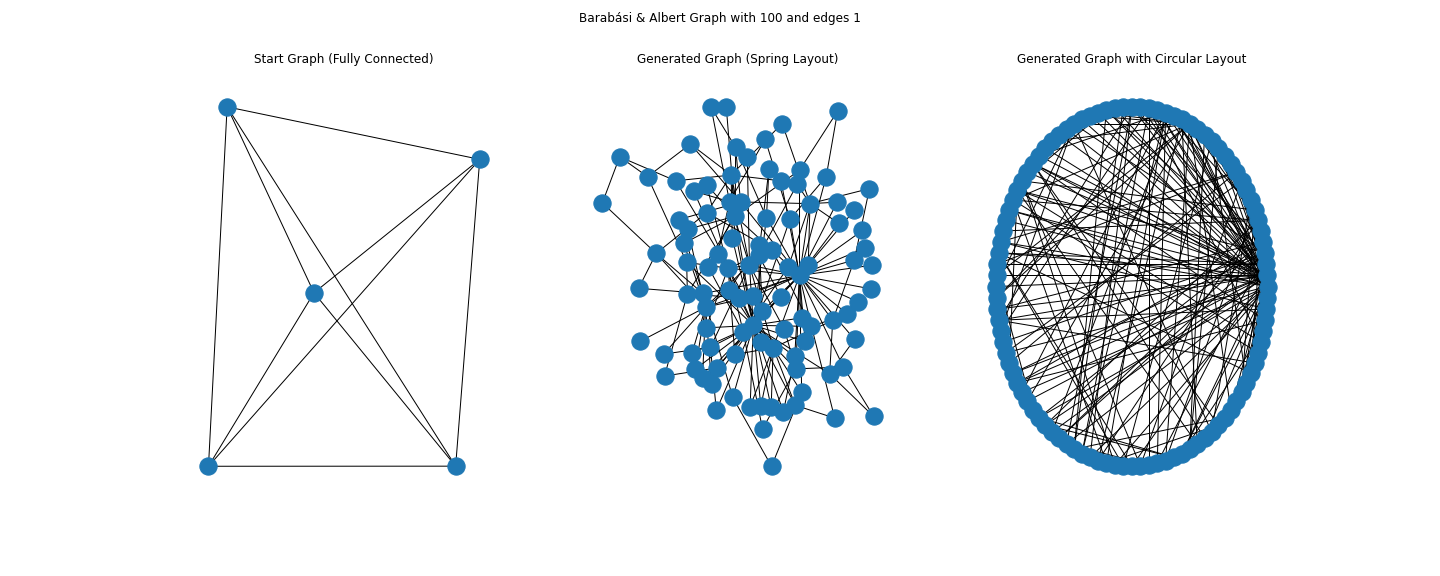 Barabási & Albert Graph with 100 and edges 1
Start Graph (Fully Connected)
Generated Graph (Spring Layout)
Generated Graph with Circular Layout